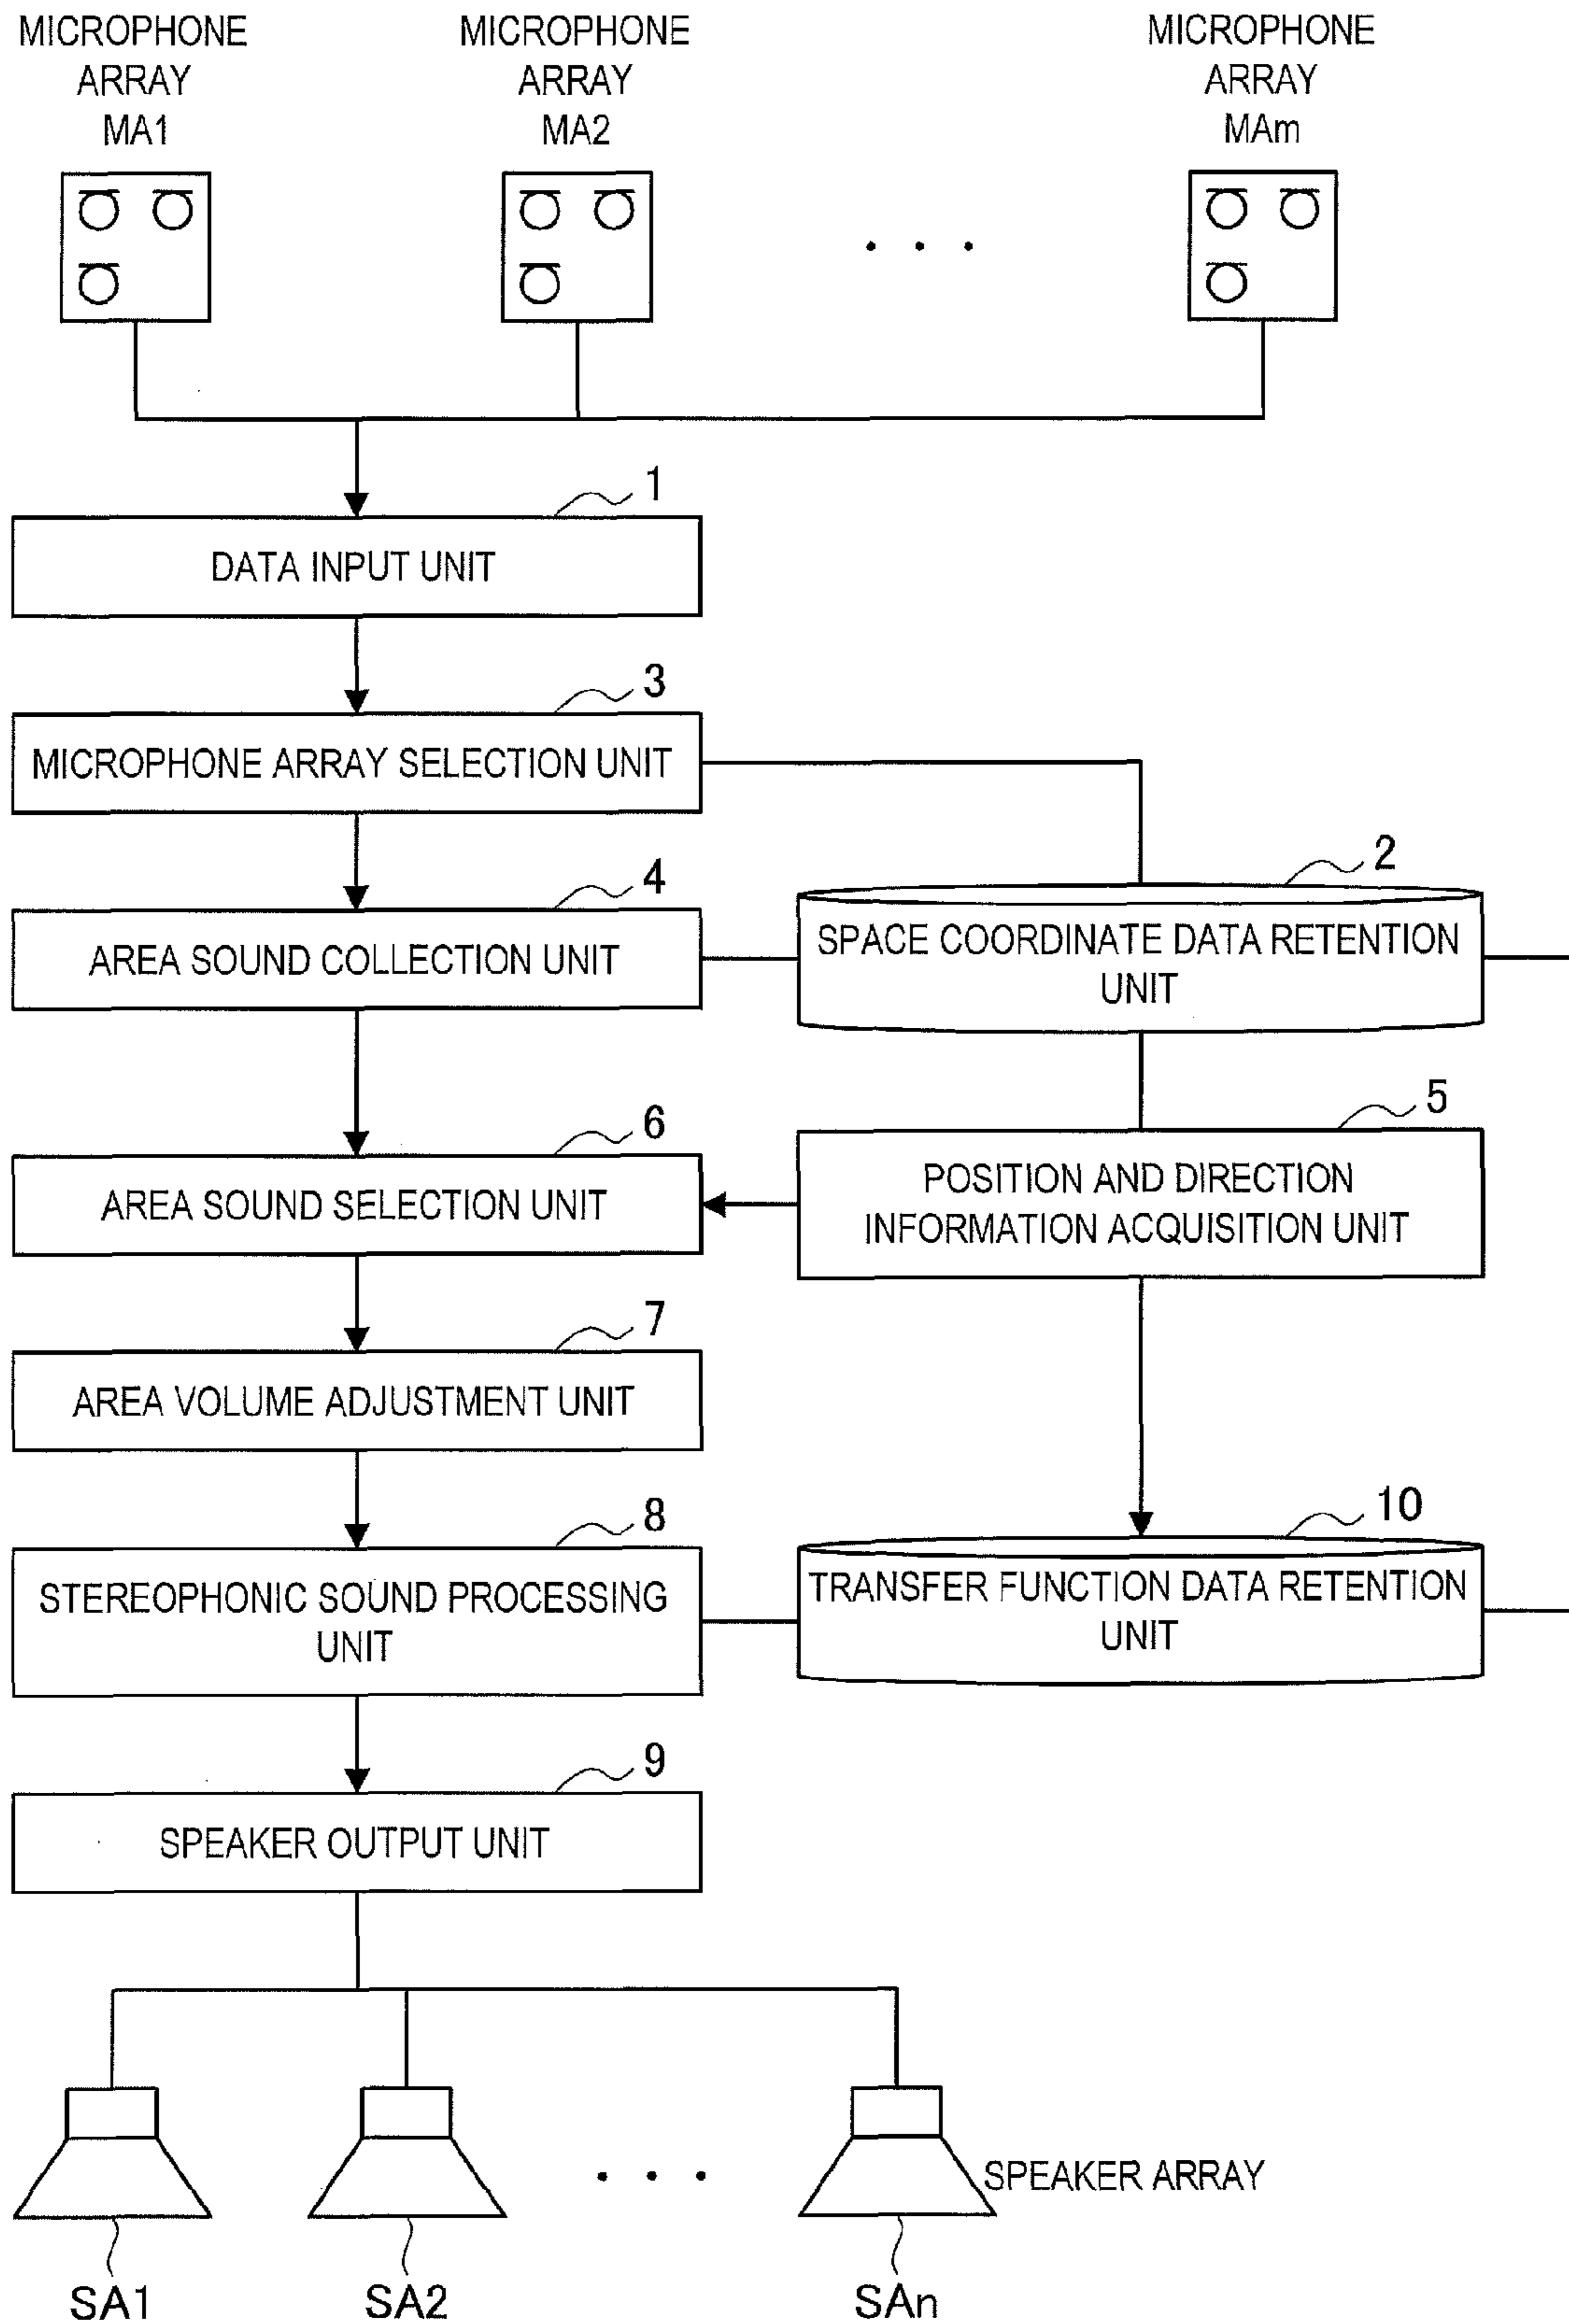 MICROPHONE
ARRAY
MA1
MICROPHONE
ARRAY
MA2
MICROPHONE
ARRAY
MAm
1
DATA INPUT UNIT
3
MICROPHONE ARRAY SELECTION UNIT
2
SPACE COORDINATE DATA RETENTION
UNIT
4
AREA SOUND COLLECTION UNIT
5
POSITION AND DIRECTION
INFORMATION ACQUISITION UNIT
6
AREA SOUND SELECTION UNIT
7
AREA VOLUME ADJUSTMENT UNIT
8
STEREOPHONIC SOUND PROCESSING
UNIT
10
TRANSFER FUNCTION DATA RETENTION
UNIT
9
SPEAKER OUTPUT UNIT
SPEAKER ARRAY
SA1
SA2
SAn